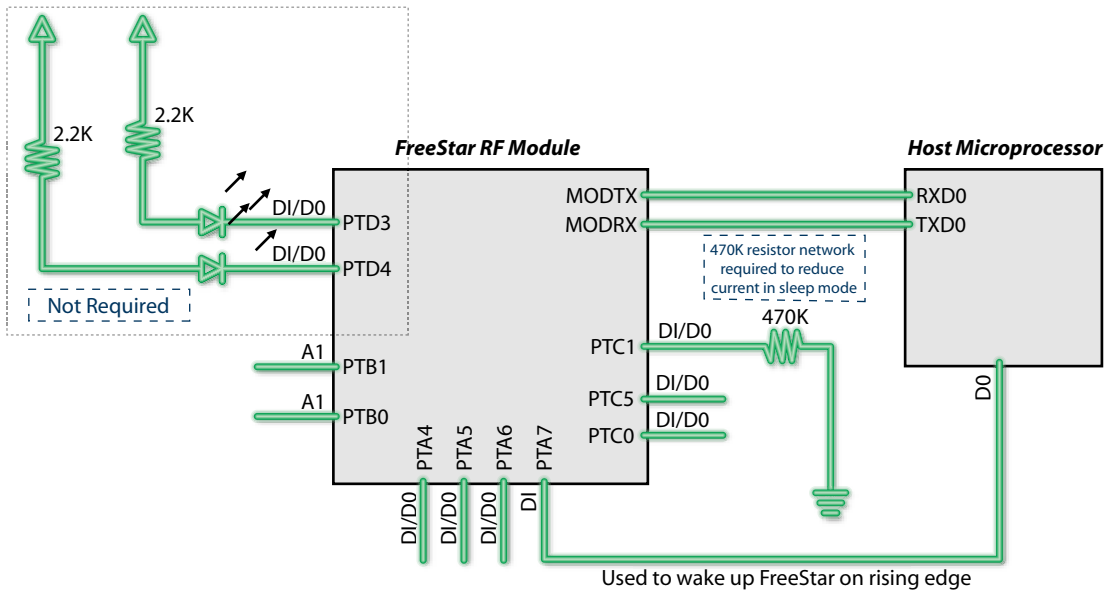 2.2K
2.2K
FreeStar RF Module
Host Microprocessor
DI/D0
PTD3
DI/D0
PTD4
Not Required
A1
PTB1
A1
PTB0
MODTX
RXD0
MODRX
TXD0
470K resistor network
required to reduce
current in sleep mode
470K
PTC1
DI/D0
PTC5
DI/D0
PTC0
DI/D0
D0
PTA4
PTA5
PTA6
PTA7
DI/D0
DI/D0
DI/D0
DI
Used to wake up FreeStar on rising edge